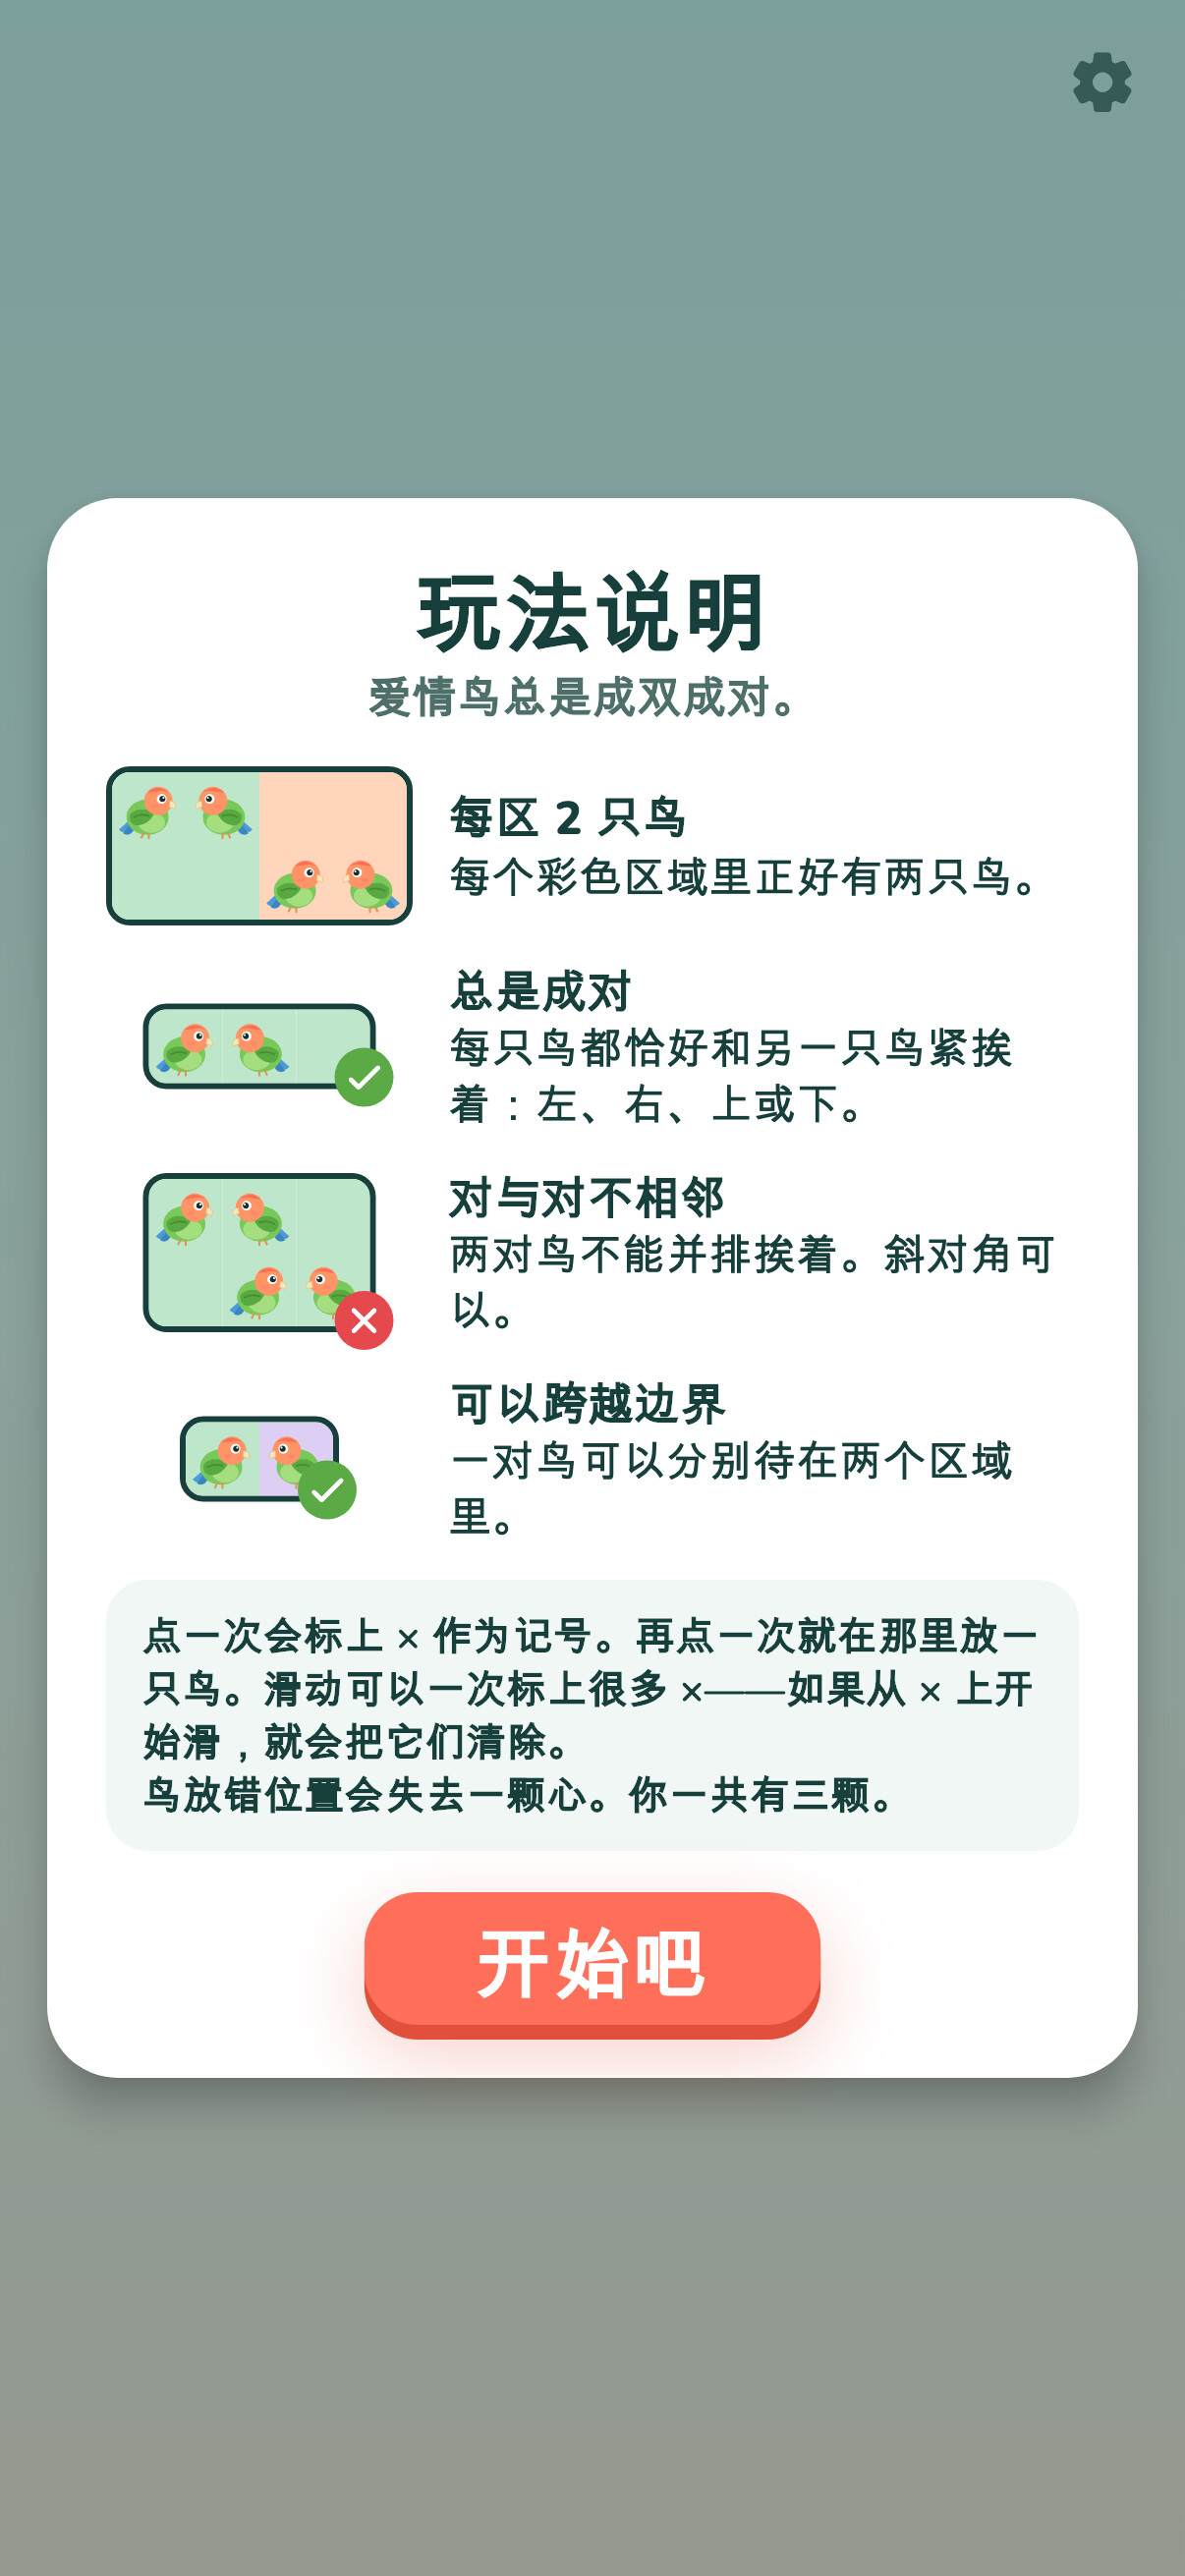 玩法说明
爱情鸟总是成双成对。
每区 2 只鸟
每个彩色区域里正好有两只鸟。
总是成对
每只鸟都恰好和另一只鸟紧挨
着：左、右、上或下。
对与对不相邻
两对鸟不能并排挨着。斜对角可
以。
可以跨越边界
一对鸟可以分别待在两个区域
里。
点一次会标上 × 作为记号。再点一次就在那里放一
只鸟。滑动可以一次标上很多 ×——如果从 × 上开
始滑，就会把它们清除。
鸟放错位置会失去一颗心。你一共有三颗。
开始吧